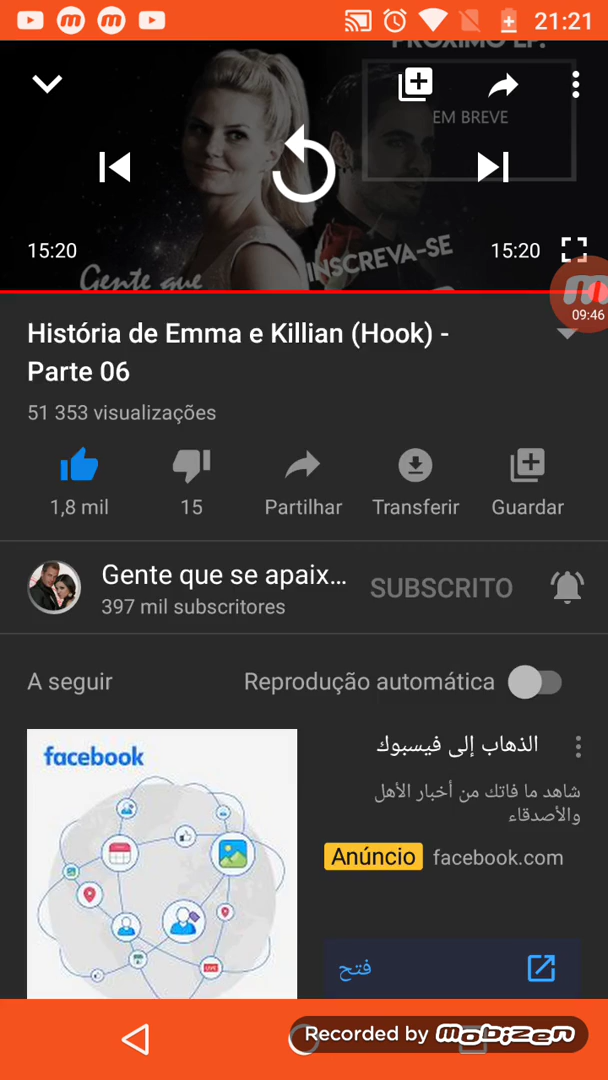 21:21
PRÓXIMO EP:
EM BREVE
15:20
15:20
INSCREVA-SE
Gente que
09:46
História de Emma e Killian (Hook) -
Parte 06
51 353 visualizações
1,8 mil
15
Partilhar
Transferir
Guardar
Gente que se apaix...
SUBSCRITO
397 mil subscritores
A seguir
Reprodução automática
facebook
الذهاب إلى فيسبوك
شاهد ما فاتك من أخبار الأهل
والأصدقاء
Anúncio facebook.com
LIVE
فتح
Recorded by mobizen